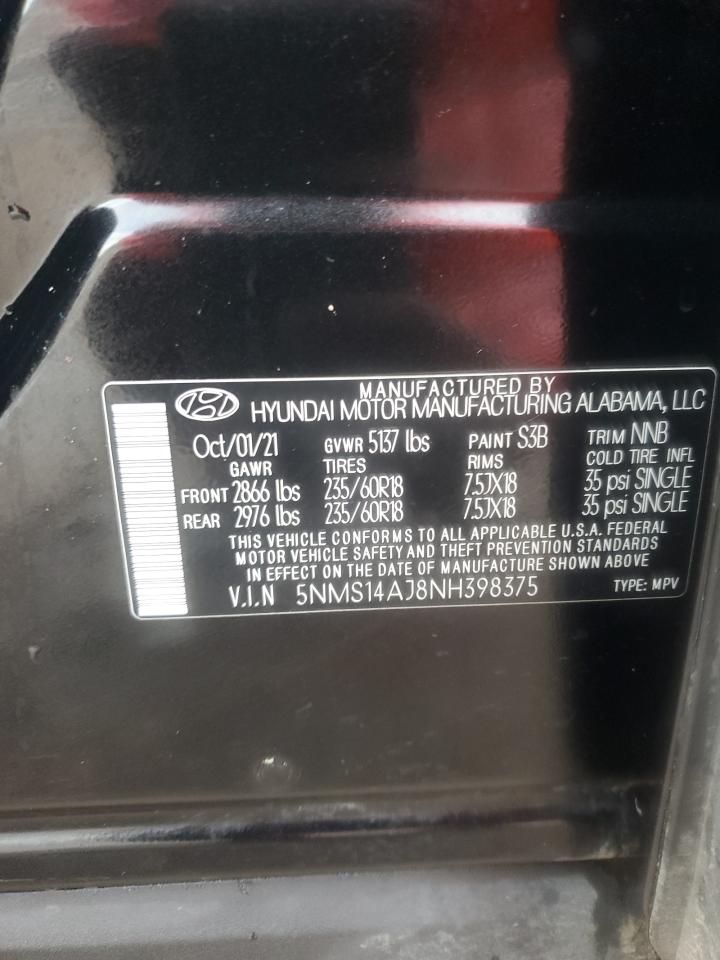 MANUFACTURED BY
HYUNDAI MOTOR MANUFACTURING ALABAMA, LLC
Oct/01/21 GVWR 5137 lbs PAINT S3B TRIM NNB
GAWR TIRES RIMS COLD TIRE INFL
FRONT 2866 lbs 235/60R18 7.5JX18 35 psi SINGLE
REAR 2976 lbs 235/60R18 7.5JX18 35 psi SINGLE
THIS VEHICLE CONFORMS TO ALL APPLICABLE U.S.A. FEDERAL
MOTOR VEHICLE SAFETY AND THEFT PREVENTION STANDARDS
IN EFFECT ON THE DATE OF MANUFACTURE SHOWN ABOVE
V.I.N 5NMS14AJ8NH398375 TYPE: MPV